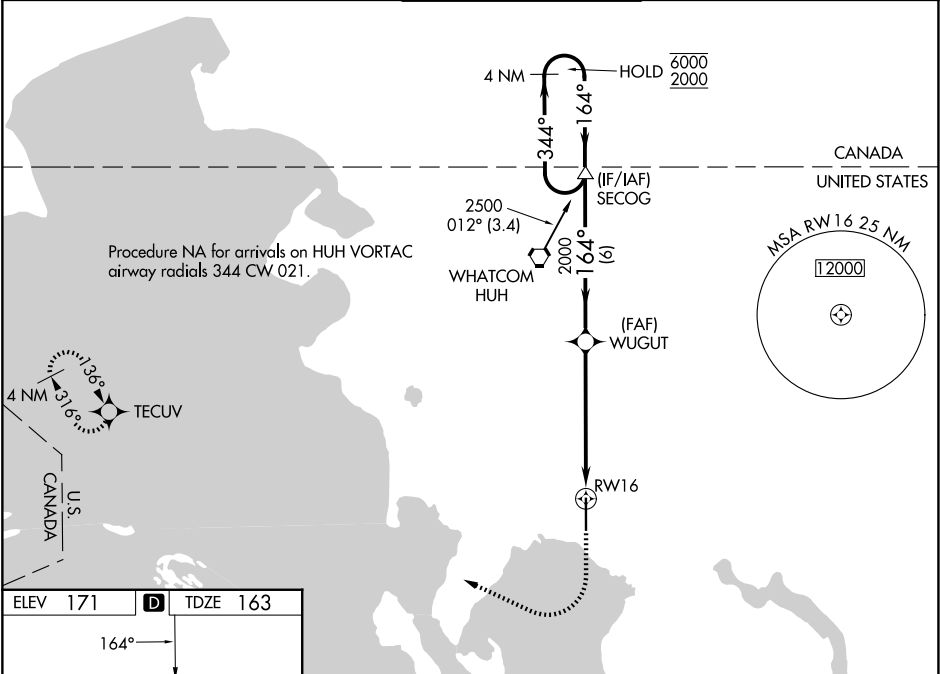 4 NM
HOLD
6000
2000
164°
344°
CANADA
UNITED STATES
(IF/IAF)
SECOG
2500
012° (3.4)
WHATCOM
HUH
2000
164°
(6)
Procedure NA for arrivals on HUH VORTAC
airway radials 344 CW 021.
MSA RW16 25 NM
12000
(FAF)
WUGUT
4 NM
136°
316°
TECUV
U.S.
CANADA
RW16
ELEV 171 D TDZE 163
164°